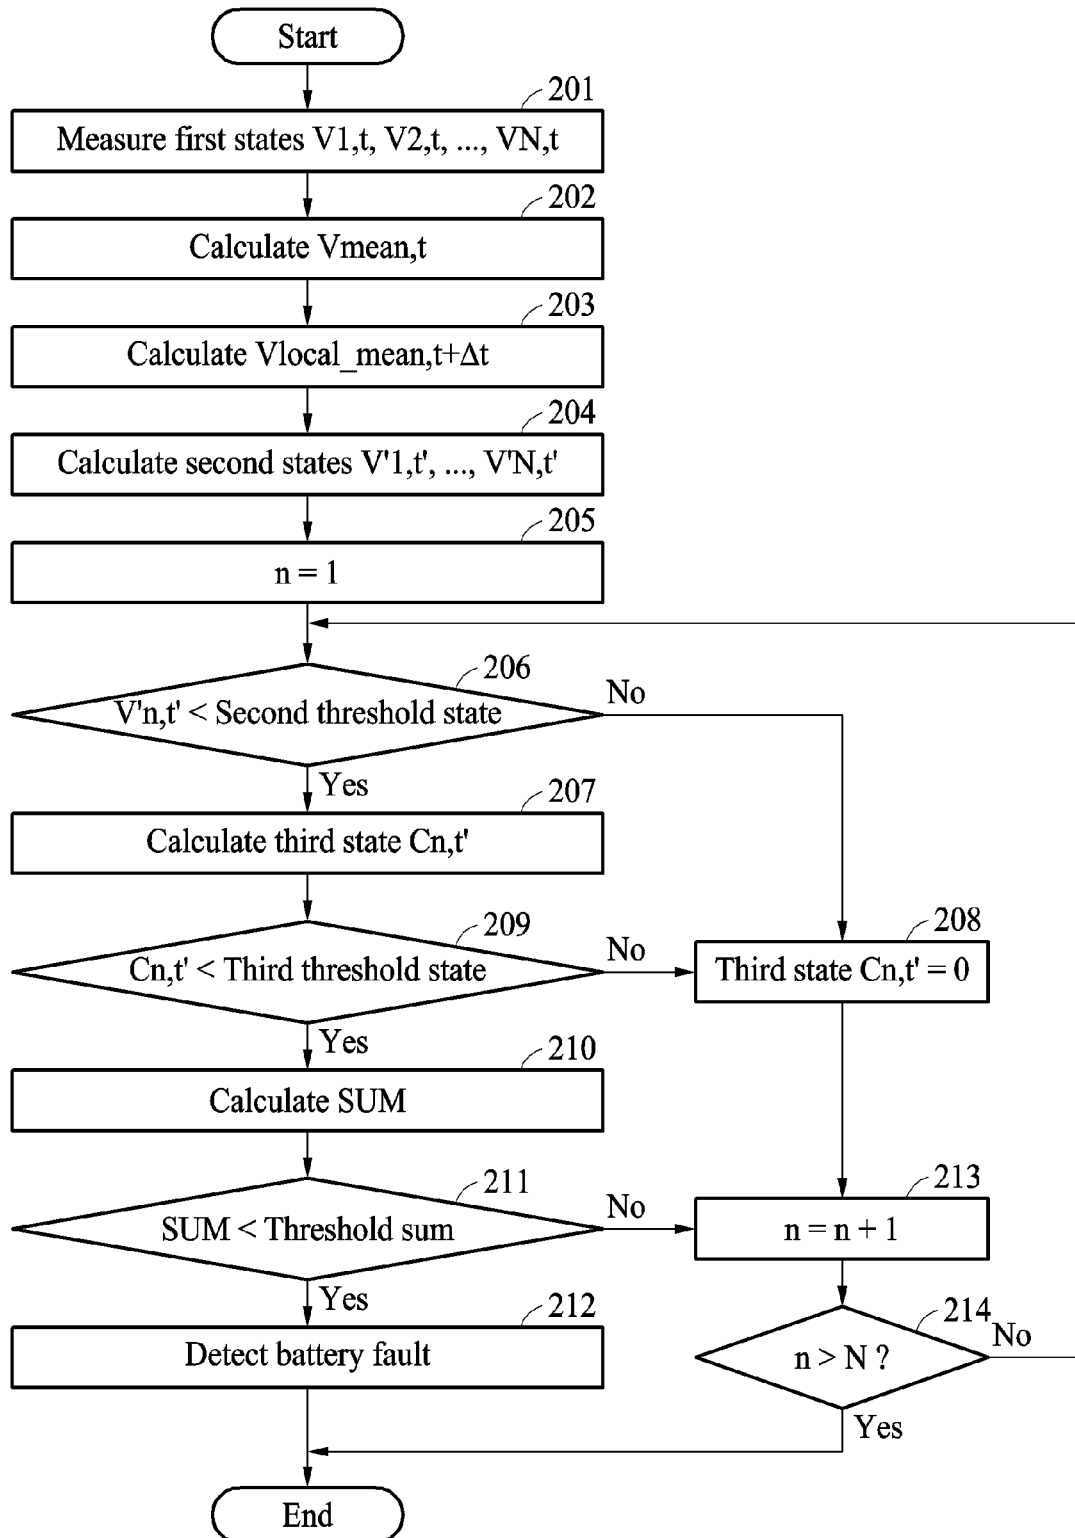 Start
201
Measure first states V1,t, V2,t, ..., VN,t
202
Calculate Vmean,t
203
Calculate Vlocal_mean,t+Δt
204
Calculate second states V'1,t', ..., V'N,t'
205
n = 1
206
V'n,t' < Second threshold state
No
Yes
207
Calculate third state Cn,t'
209
Cn,t' < Third threshold state
No
208
Third state Cn,t' = 0
Yes
210
Calculate SUM
211
SUM < Threshold sum
No
213
n = n + 1
Yes
212
Detect battery fault
214
n > N ?
No
Yes
End